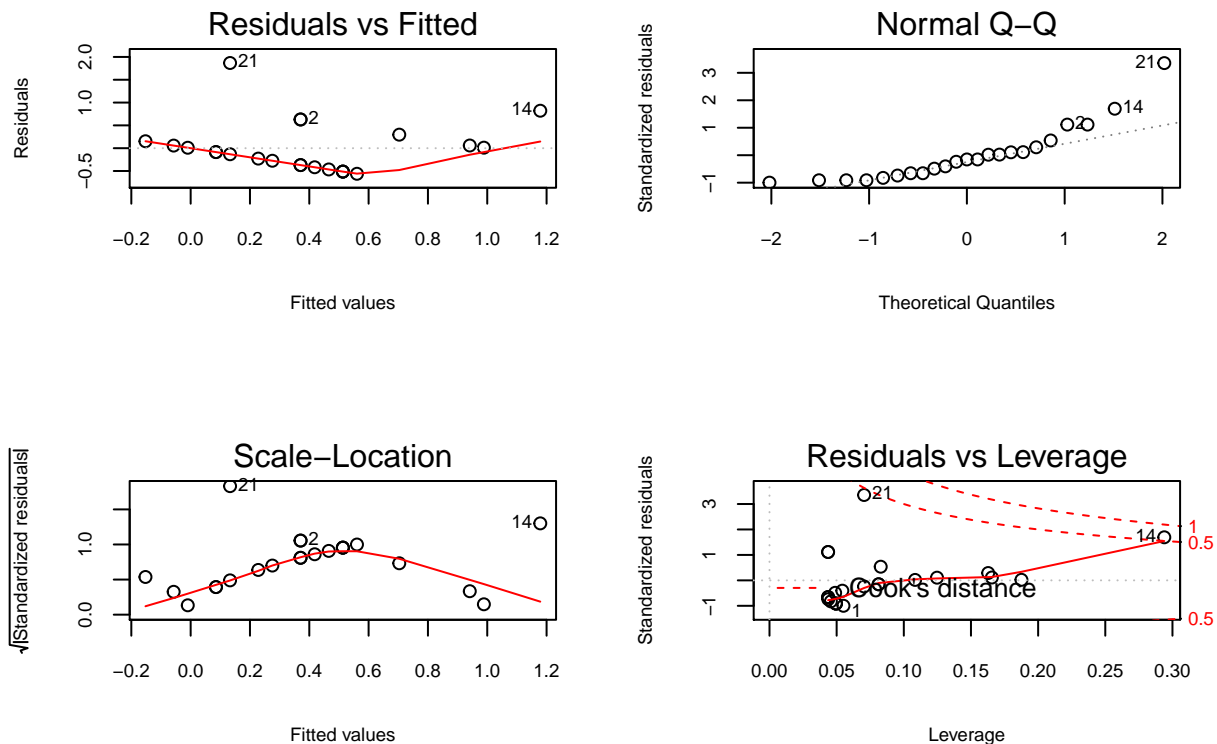 Residuals vs Fitted
Residuals
2.0
1.0
−0.5
21
2
14
−0.2 0.0 0.2 0.4 0.6 0.8 1.0 1.2
Fitted values
Normal Q−Q
Standardized residuals
3
2
1
−1
21
14
2
−2 −1 0 1 2
Theoretical Quantiles
Scale−Location
√|Standardized residuals|
1.0
0.0
21
2
14
−0.2 0.0 0.2 0.4 0.6 0.8 1.0 1.2
Fitted values
Residuals vs Leverage
Standardized residuals
3
1
−1
21
14
1
Cook's distance
1
0.5
0.5
0.00 0.05 0.10 0.15 0.20 0.25 0.30
Leverage